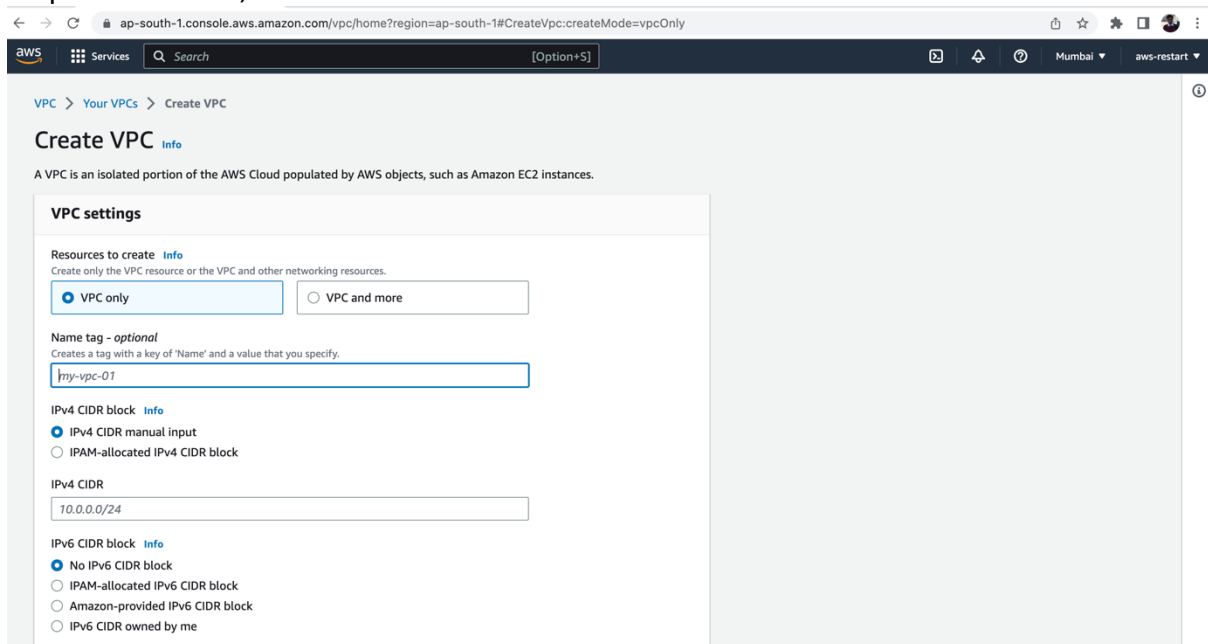 ap-south-1.console.aws.amazon.com/vpc/home?region=ap-south-1#CreateVpc:createMode=vpcOnly
aws Services Search [Option+S] Mumbai ▼ aws-restart ▼
VPC > Your VPCs > Create VPC
Create VPC Info
A VPC is an isolated portion of the AWS Cloud populated by AWS objects, such as Amazon EC2 instances.
VPC settings
Resources to create Info
Create only the VPC resource or the VPC and other networking resources.
VPC only VPC and more
Name tag - optional
Creates a tag with a key of 'Name' and a value that you specify.
my-vpc-01
IPv4 CIDR block Info
IPv4 CIDR manual input
IPAM-allocated IPv4 CIDR block
IPv4 CIDR
10.0.0.0/24
IPv6 CIDR block Info
No IPv6 CIDR block
IPAM-allocated IPv6 CIDR block
Amazon-provided IPv6 CIDR block
IPv6 CIDR owned by me